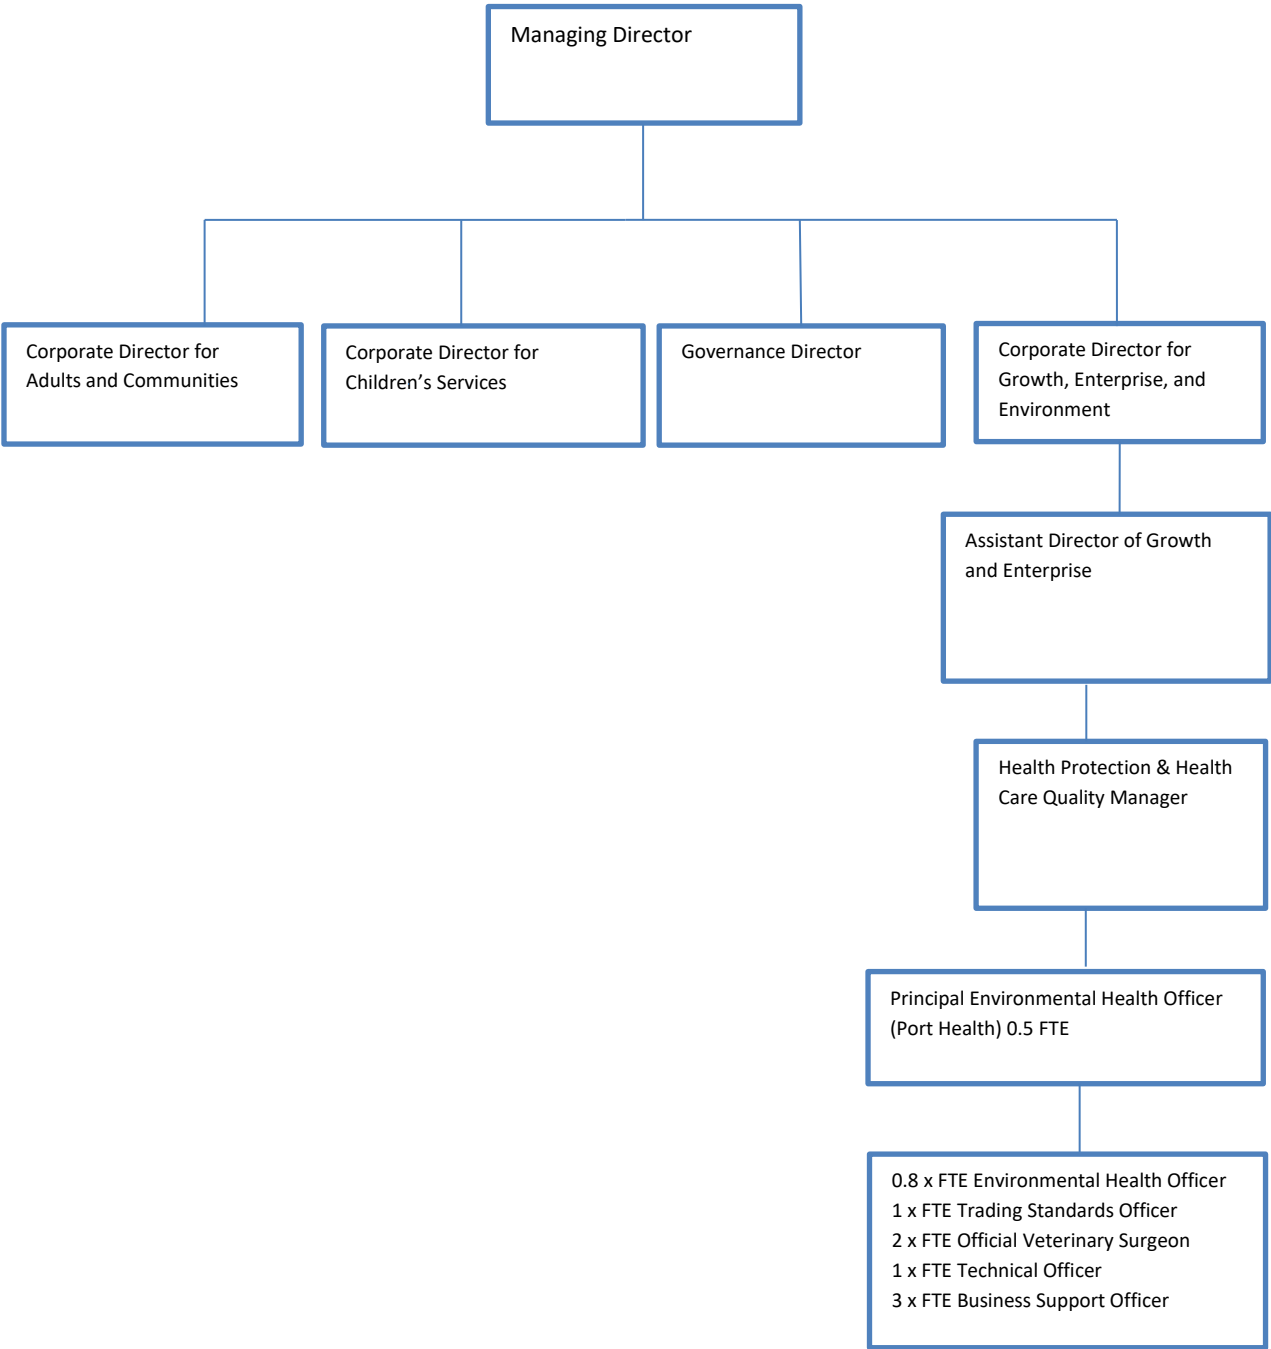 Managing Director
Corporate Director for
Adults and Communities
Corporate Director for
Children’s Services
Governance Director
Corporate Director for
Growth, Enterprise, and
Environment
Assistant Director of Growth
and Enterprise
Health Protection & Health
Care Quality Manager
Principal Environmental Health Officer
(Port Health) 0.5 FTE
0.8 x FTE Environmental Health Officer
1 x FTE Trading Standards Officer
2 x FTE Official Veterinary Surgeon
1 x FTE Technical Officer
3 x FTE Business Support Officer